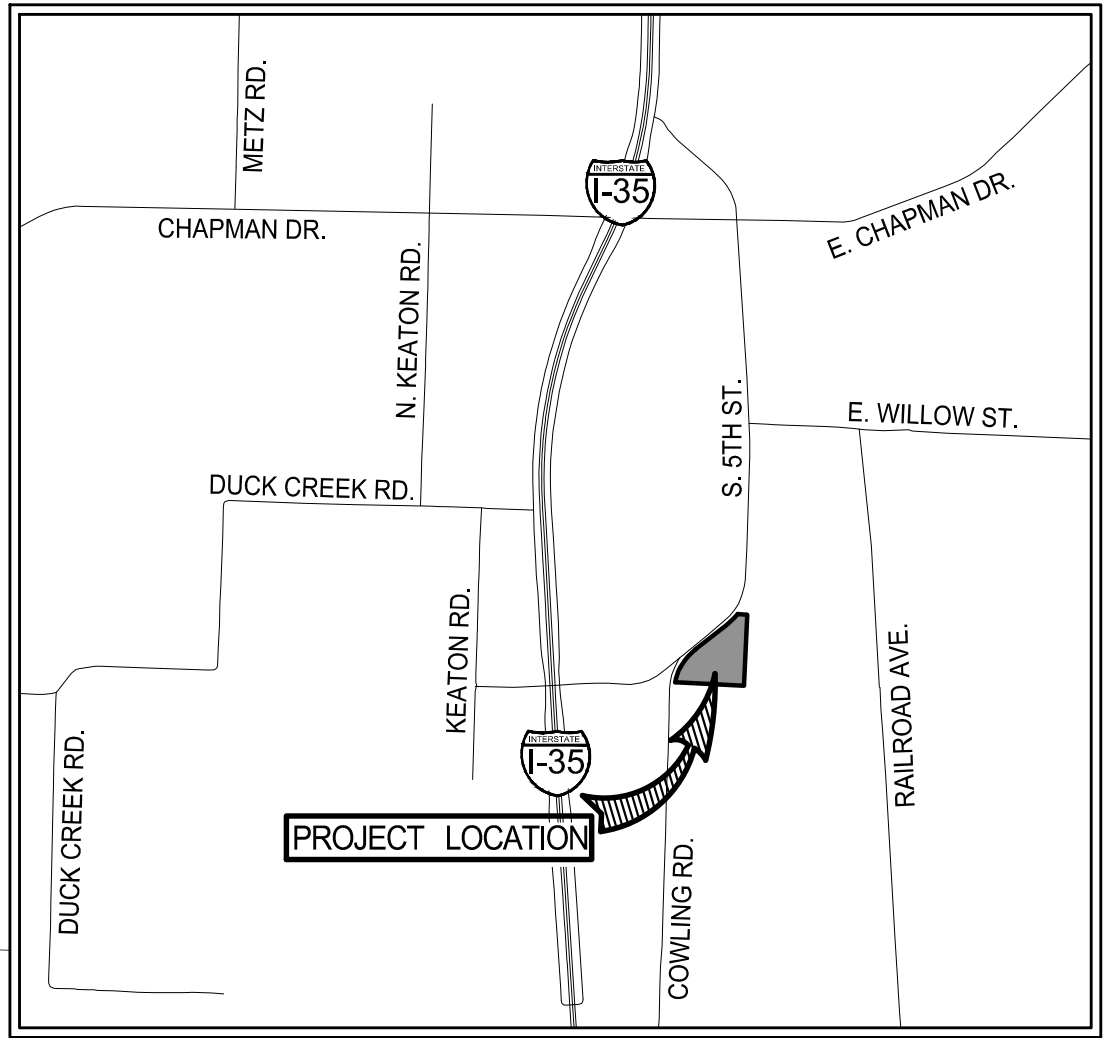 METZ RD.
INTERSTATE
I-35
CHAPMAN DR.
E. CHAPMAN DR.
N. KEATON RD.
S. 5TH ST.
E. WILLOW ST.
DUCK CREEK RD.
KEATON RD.
RAILROAD AVE.
INTERSTATE
I-35
DUCK CREEK RD.
PROJECT LOCATION
COWLING RD.